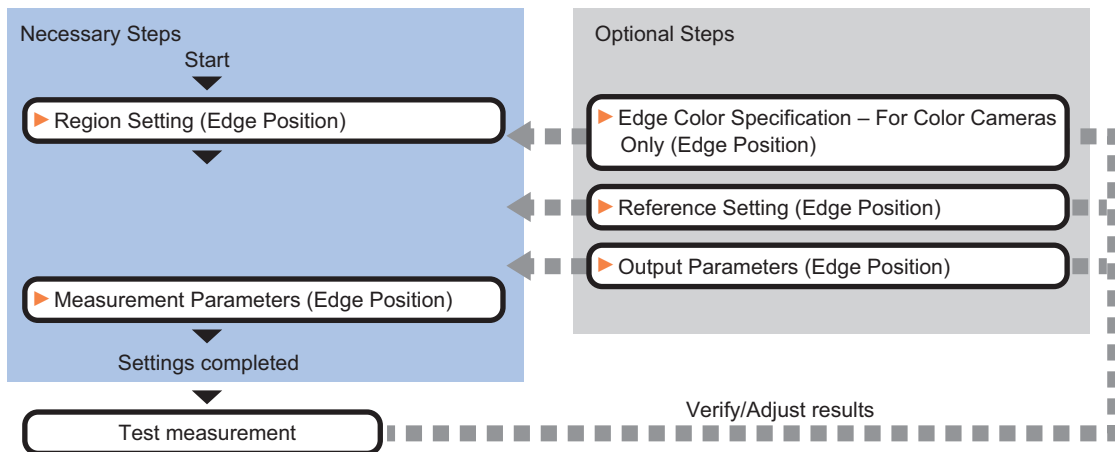 Necessary Steps
Start
Region Setting (Edge Position)
Measurement Parameters (Edge Position)
Settings completed
Test measurement
Optional Steps
Edge Color Specification – For Color Cameras
Only (Edge Position)
Reference Setting (Edge Position)
Output Parameters (Edge Position)
Verify/Adjust results